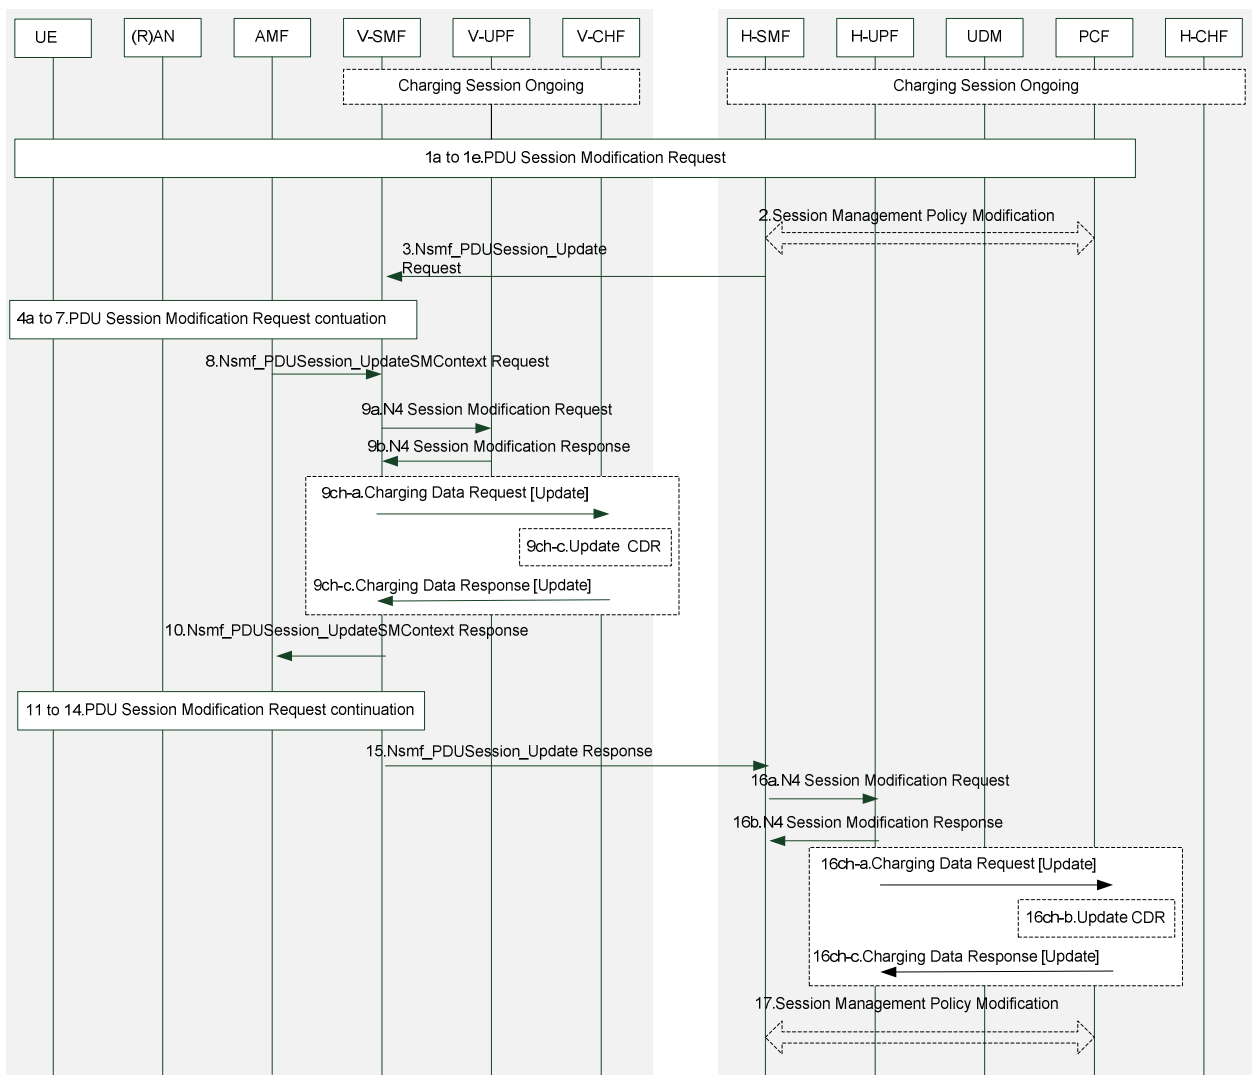 UE
(R)AN
AMF
V-SMF
V-UPF
V-CHF
H-SMF
H-UPF
UDM
PCF
H-CHF
Charging Session Ongoing
Charging Session Ongoing
1a to 1e.PDU Session Modification Request
2.Session Management Policy Modification
3.Nsmf_PDUSession_Update
Request
4a to 7.PDU Session Modification Request contuation
8.Nsmf_PDUSession_UpdateSMContext Request
9a.N4 Session Modification Request
9b.N4 Session Modification Response
9ch-a.Charging Data Request [Update]
9ch-c.Update CDR
9ch-c.Charging Data Response [Update]
10.Nsmf_PDUSession_UpdateSMContext Response
11 to 14.PDU Session Modification Request continuation
15.Nsmf_PDUSession_Update Response
16a.N4 Session Modification Request
16b.N4 Session Modification Response
16ch-a.Charging Data Request [Update]
16ch-b.Update CDR
16ch-c.Charging Data Response [Update]
17.Session Management Policy Modification